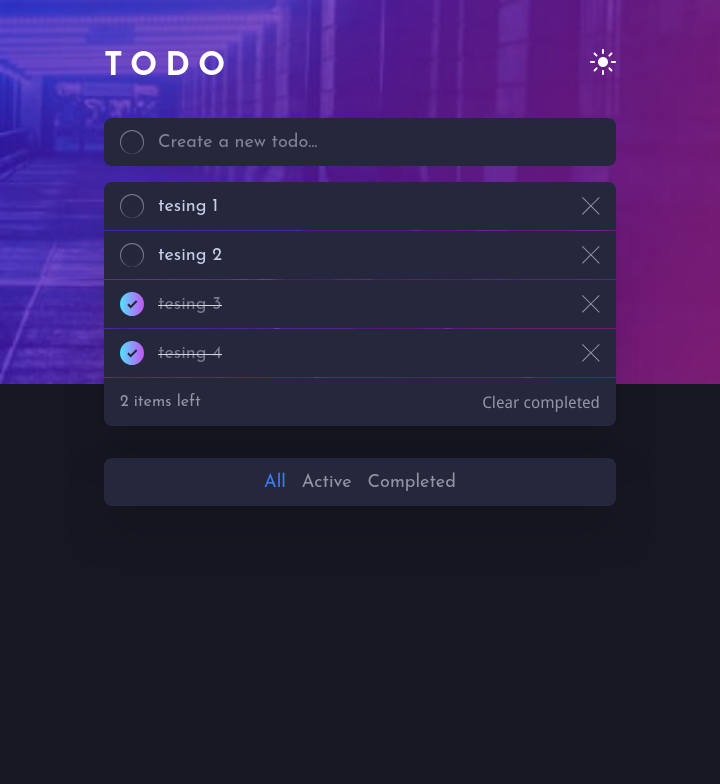 TODO
Create a new todo...
tesing 1
tesing 2
tesing 3
tesing 4
2 items left Clear completed
All Active Completed